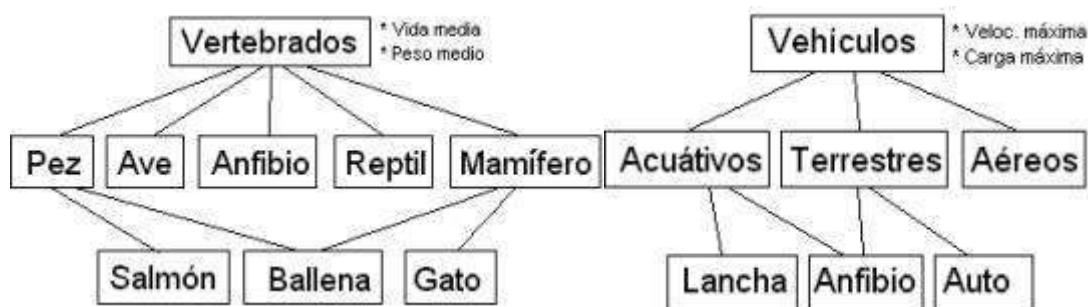 Vertebrados
* Vida media
* Peso medio
Pez
Ave
Anfibio
Reptil
Mamífero
Salmón
Ballena
Gato
Vehículos
* Veloc. máxima
* Carga máxima
Acuátivos
Terrestres
Aéreos
Lancha
Anfibio
Auto